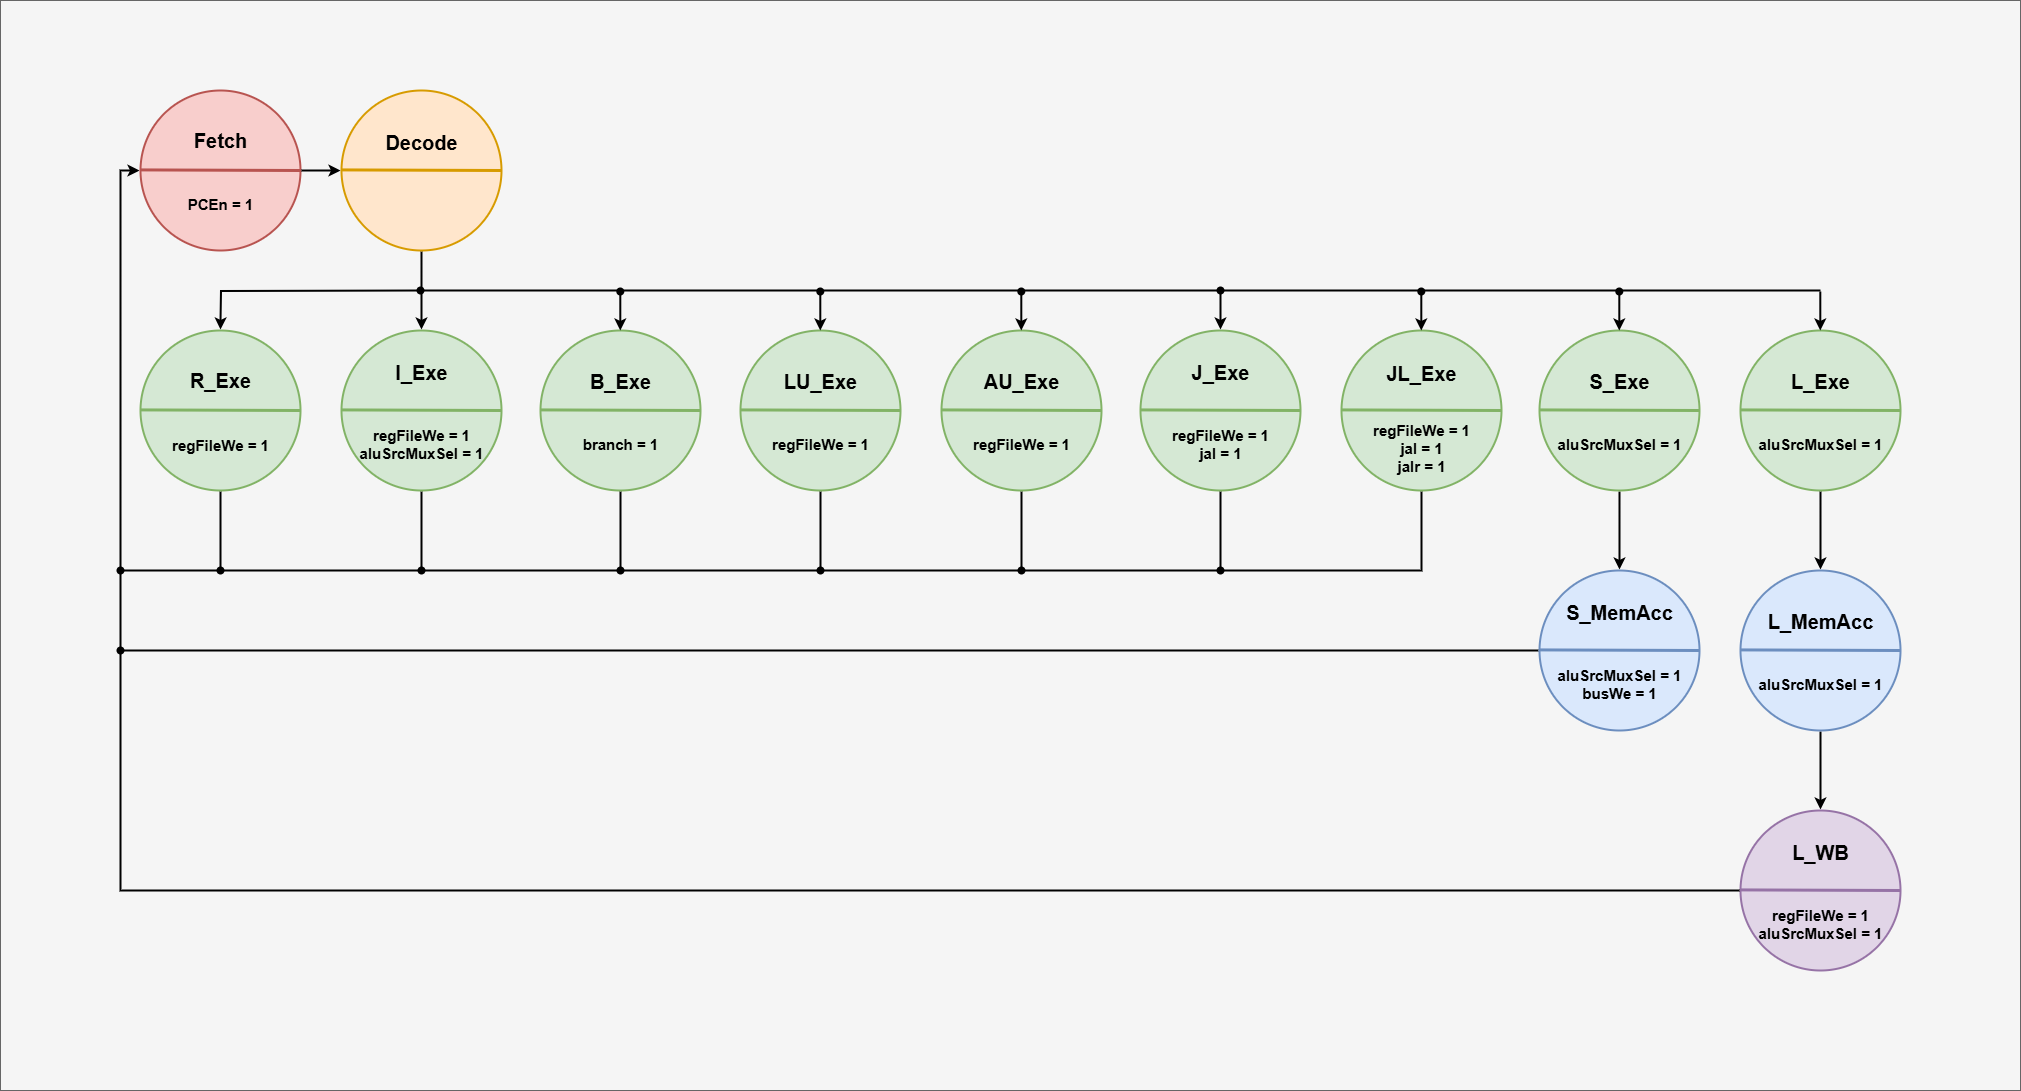 Fetch
PCEn = 1
Decode
R_Exe
regFileWe = 1
I_Exe
regFileWe = 1
aluSrcMuxSel = 1
B_Exe
branch = 1
LU_Exe
regFileWe = 1
AU_Exe
regFileWe = 1
J_Exe
regFileWe = 1
jal = 1
JL_Exe
regFileWe = 1
jal = 1
jalr = 1
S_Exe
aluSrcMuxSel = 1
L_Exe
aluSrcMuxSel = 1
S_MemAcc
aluSrcMuxSel = 1
busWe = 1
L_MemAcc
aluSrcMuxSel = 1
L_WB
regFileWe = 1
aluSrcMuxSel = 1